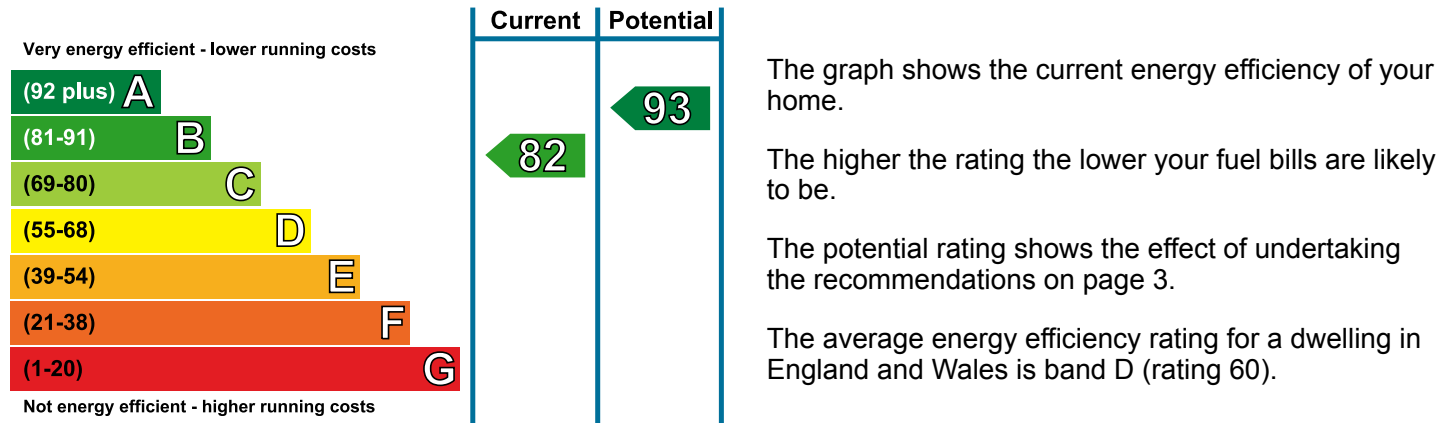 Current Potential
Very energy efficient - lower running costs
(92 plus) A
(81-91) B
(69-80) C
(55-68) D
(39-54) E
(21-38) F
(1-20) G
Not energy efficient - higher running costs
82
93
The graph shows the current energy efficiency of your
home.
The higher the rating the lower your fuel bills are likely
to be.
The potential rating shows the effect of undertaking
the recommendations on page 3.
The average energy efficiency rating for a dwelling in
England and Wales is band D (rating 60).